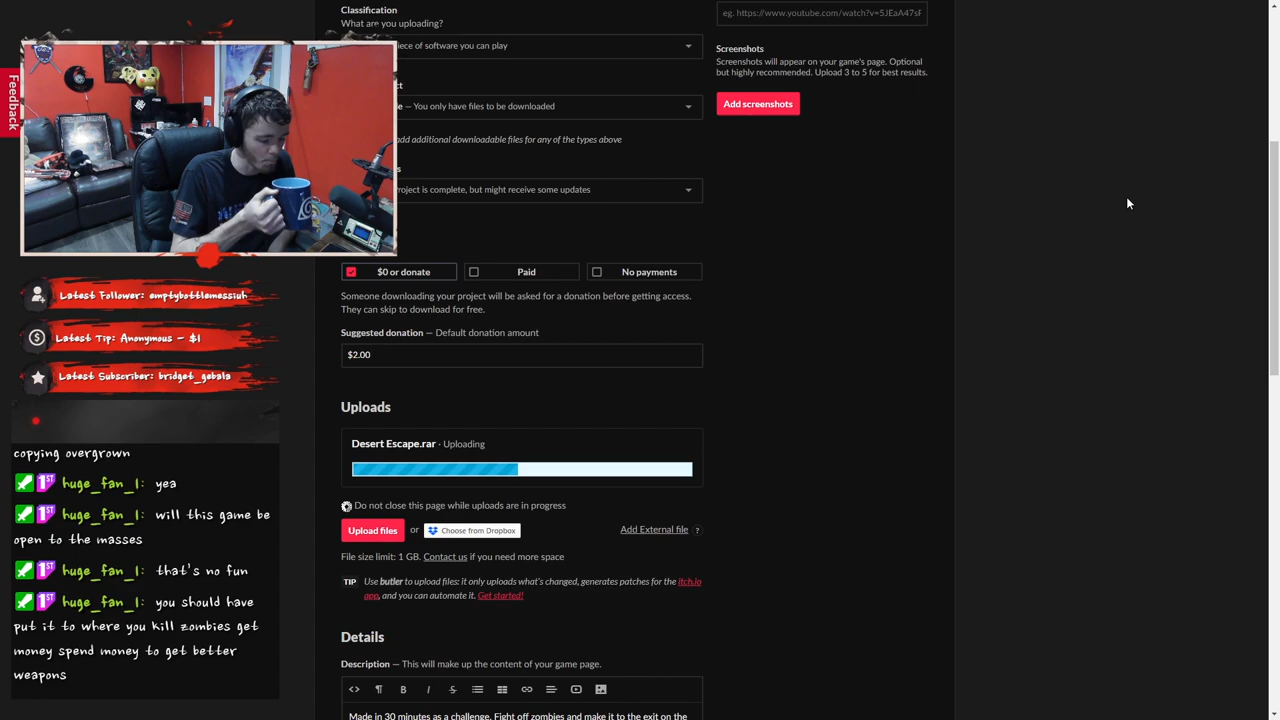 Classification
What are you uploading?
iece of software you can play
ct
e — You only have files to be downloaded
add additional downloadable files for any of the types above
s
roject is complete, but might receive some updates
$0 or donate
Paid
No payments
Someone downloading your project will be asked for a donation before getting access.
They can skip to download for free.
Suggested donation — Default donation amount
$2.00
Uploads
Desert Escape.rar · Uploading
Do not close this page while uploads are in progress
Upload files or Choose from Dropbox
Add External file ?
File size limit: 1 GB. Contact us if you need more space
TIP Use butler to upload files: it only uploads what's changed, generates patches for the itch.io
app, and you can automate it. Get started!
Details
Description — This will make up the content of your game page.
Made in 30 minutes as a challenge. Fight off zombies and make it to the exit on the
eg. https://www.youtube.com/watch?v=5JEaA47sF
Screenshots
Screenshots will appear on your game's page. Optional
but highly recommended. Upload 3 to 5 for best results.
Add screenshots
Feedback
Latest Follower: emptybottlemessiuh
Latest Tip: Anonymous - $1
Latest Subscriber: bridget_gebala
copying overgrown
1ST huge_fan_1: yea
1ST huge_fan_1: will this game be
open to the masses
1ST huge_fan_1: that's no fun
1ST huge_fan_1: you should have
put it to where you kill zombies get
money spend money to get better
weapons